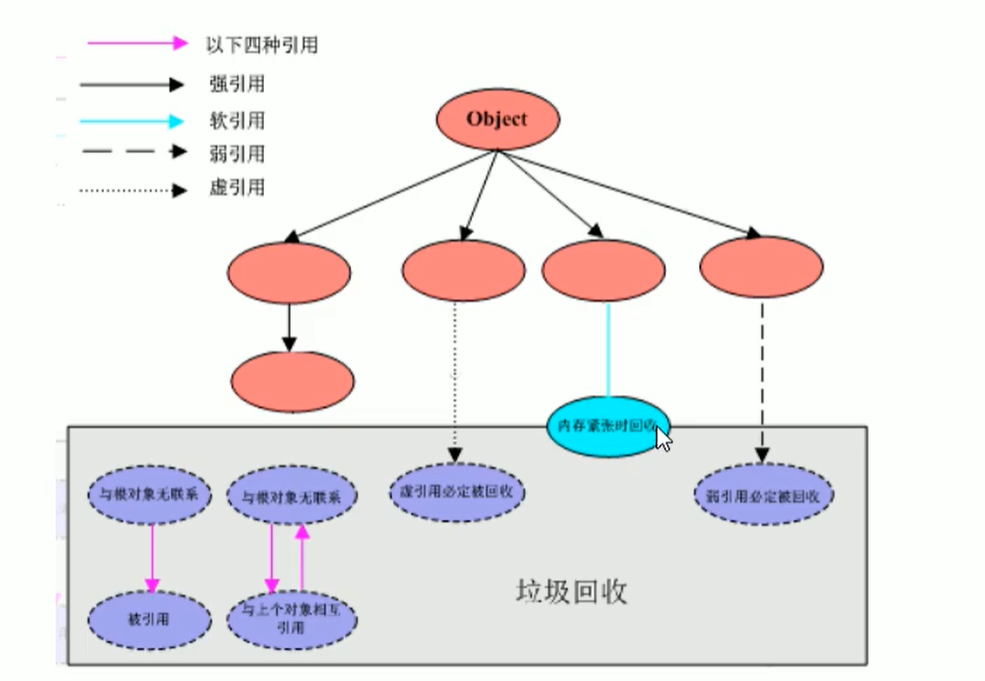 以下四种引用
强引用
软引用
弱引用
虚引用
Object
内存紧张时回收
与根对象无联系
与根对象无联系
虚引用必定被回收
弱引用必定被回收
被引用
与上个对象相互
引用
垃圾回收